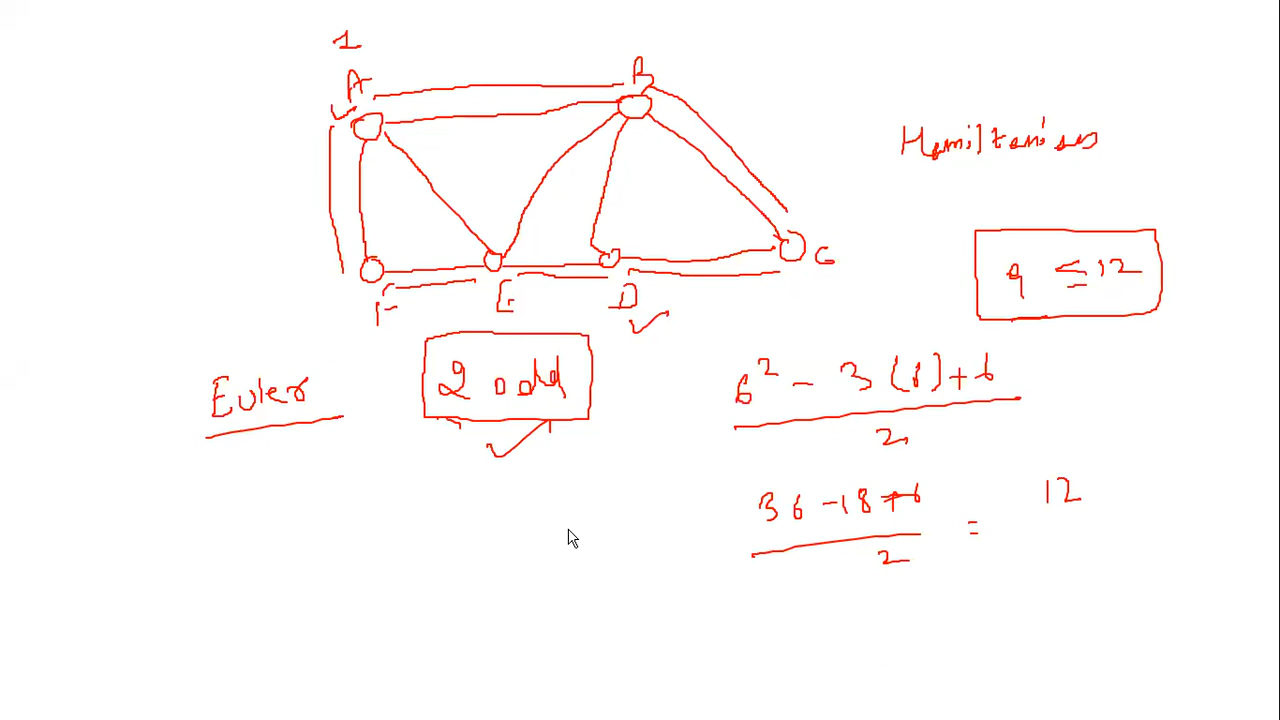 1
A B
Hamiltonian
G
F E D
9 ≤ 12
Euler 2 odd
6² - 3(6) + 6
2
36 - 18 + 6 = 12
2